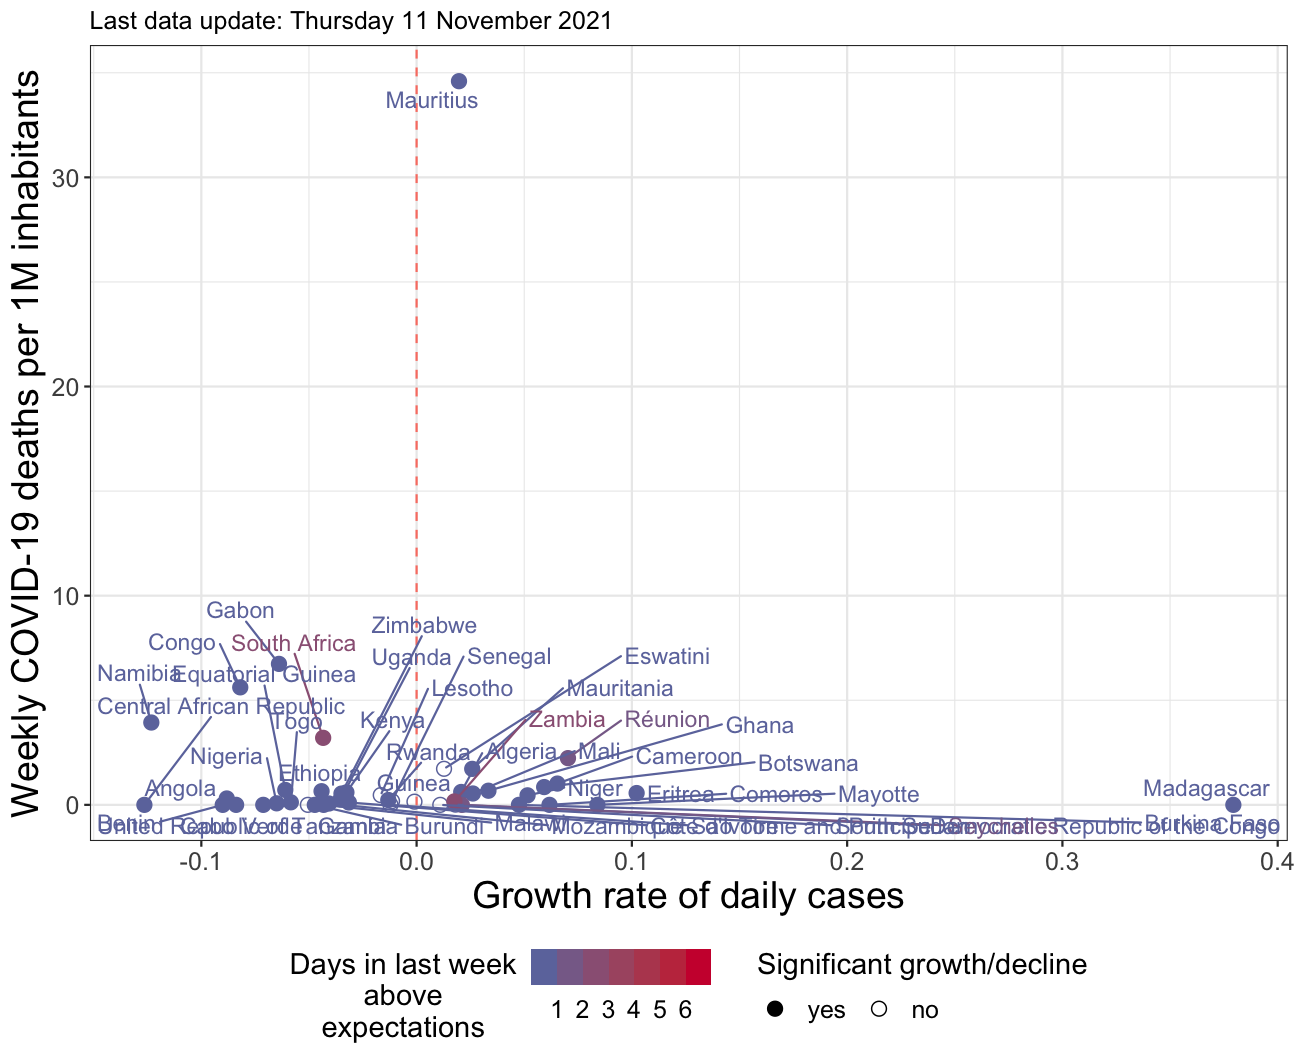 Last data update: Thursday 11 November 2021
Weekly COVID-19 deaths per 1M inhabitants
30
20
10
0
Mauritius
Gabon
Zimbabwe
Congo
South Africa
Uganda
Senegal
Eswatini
Namibia
Equatorial Guinea
Lesotho
Mauritania
Central African Republic
Togo
Kenya
Zambia
Réunion
Ghana
Nigeria
Rwanda
Algeria
Mali
Cameroon
Botswana
Ethiopia
Angola
Guinea
Niger
Eritrea
Comoros
Mayotte
Madagascar
Benin
United Republic of Tanzania
Cabo Verde
Gambia
Burundi
Malawi
Mozambique
Côte d'Ivoire
Sao Tome and Principe
Seychelles
Democratic Republic of the Congo
Burkina Faso
-0.1
0.0
0.1
0.2
0.3
0.4
Growth rate of daily cases
Days in last week
above
expectations
1 2 3 4 5 6
Significant growth/decline
yes
no